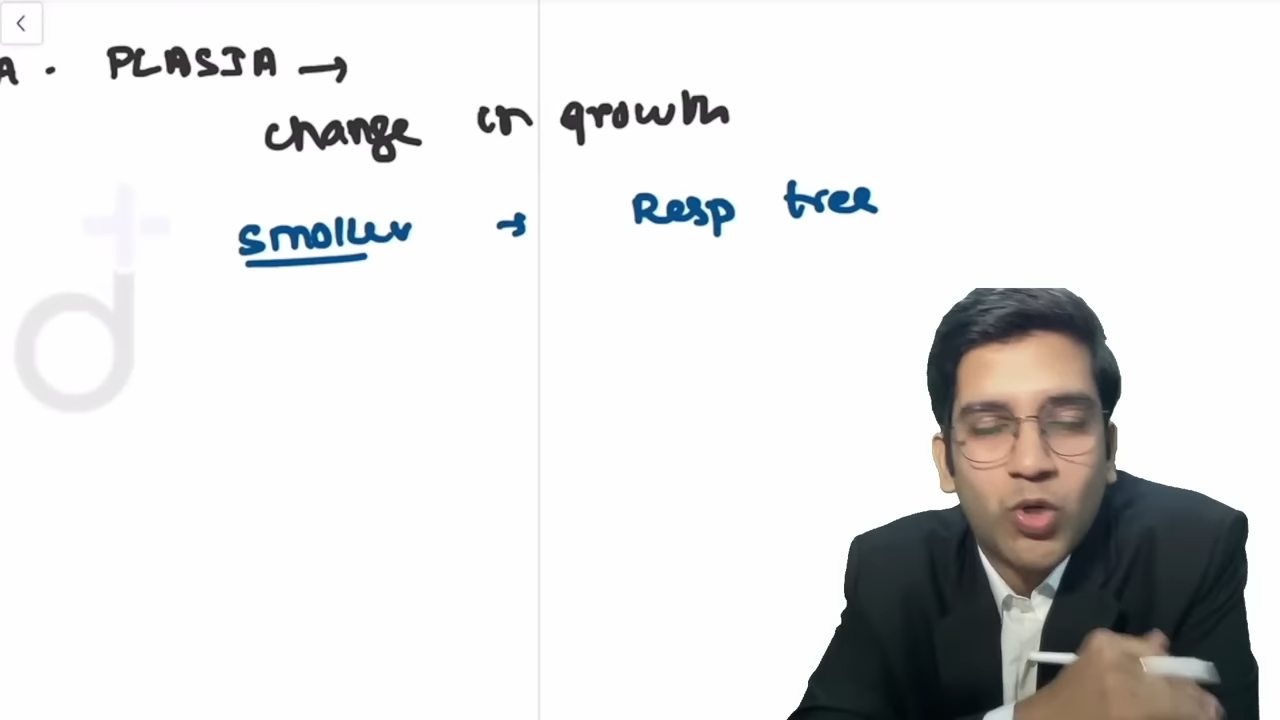 A. PLASIA →
change in growth
smaller → Resp tree